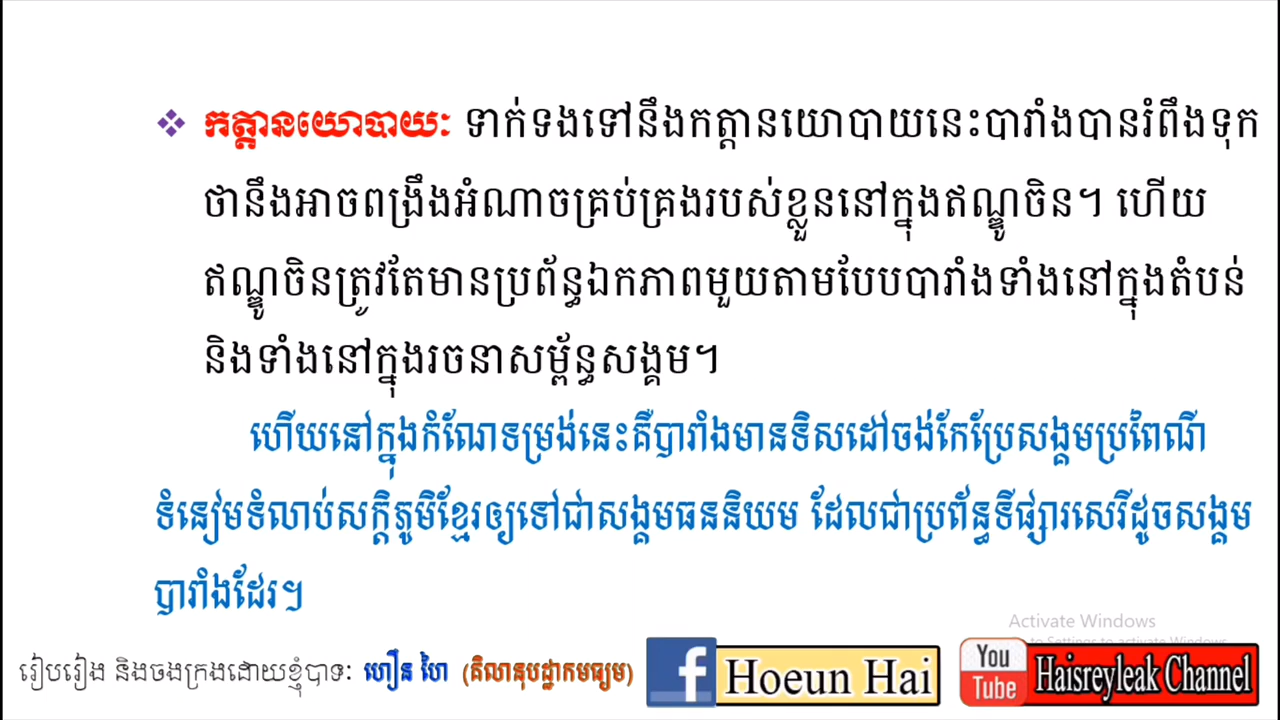 ❖ កត្តានយោបាយៈ ទាក់ទងទៅនឹងកត្តានយោបាយនេះបារាំងបានរំពឹងទុក
ថានឹងអាចពង្រឹងអំណាចគ្រប់គ្រងរបស់ខ្លួននៅក្នុងឥណ្ឌូចិន។ ហើយ
ឥណ្ឌូចិនត្រូវតែមានប្រព័ន្ធឯកភាពមួយតាមបែបបារាំងទាំងនៅក្នុងតំបន់
និងទាំងនៅក្នុងរចនាសម្ព័ន្ធសង្គម។
ហើយនៅក្នុងកំណែទម្រង់នេះគឺបារាំងមានទិសដៅចង់កែប្រែសង្គមប្រពៃណី
ទំនៀមទំលាប់សក្តិភូមិខ្មែរឲ្យទៅជាសង្គមធននិយម ដែលជាប្រព័ន្ធទីផ្សារសេរីដូចសង្គម
បារាំងដែរ។
Activate Windows
to Settings to activate Windows
រៀបរៀង និងចងក្រងដោយខ្ញុំបាទៈ ហឿន ហៃ (គិលានុបដ្ឋាកមធ្យម)
f Hoeun Hai
You Tube Haisreyleak Channel